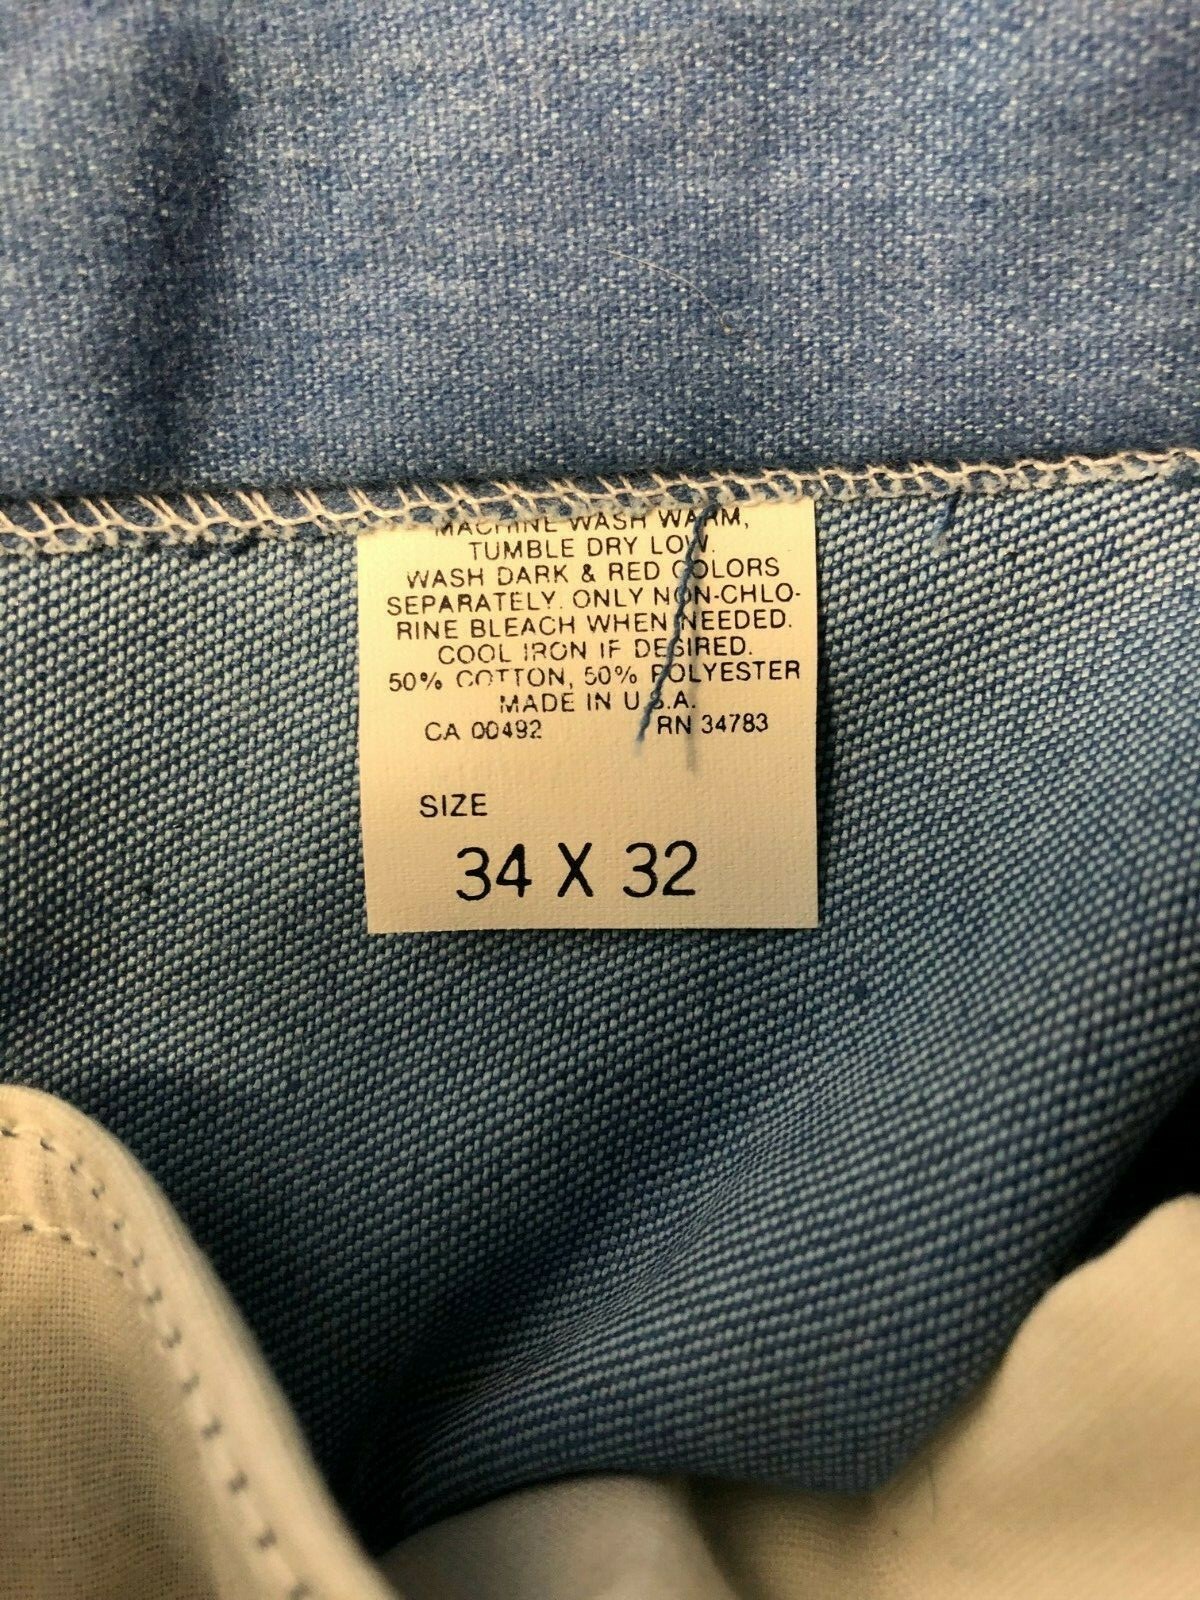 MACHINE WASH WARM,
TUMBLE DRY LOW.
WASH DARK & RED COLORS
SEPARATELY. ONLY NON-CHLO-
RINE BLEACH WHEN NEEDED.
COOL IRON IF DESIRED.
50% COTTON, 50% POLYESTER
MADE IN U.S.A.
CA 00492 RN 34783
SIZE
34 X 32